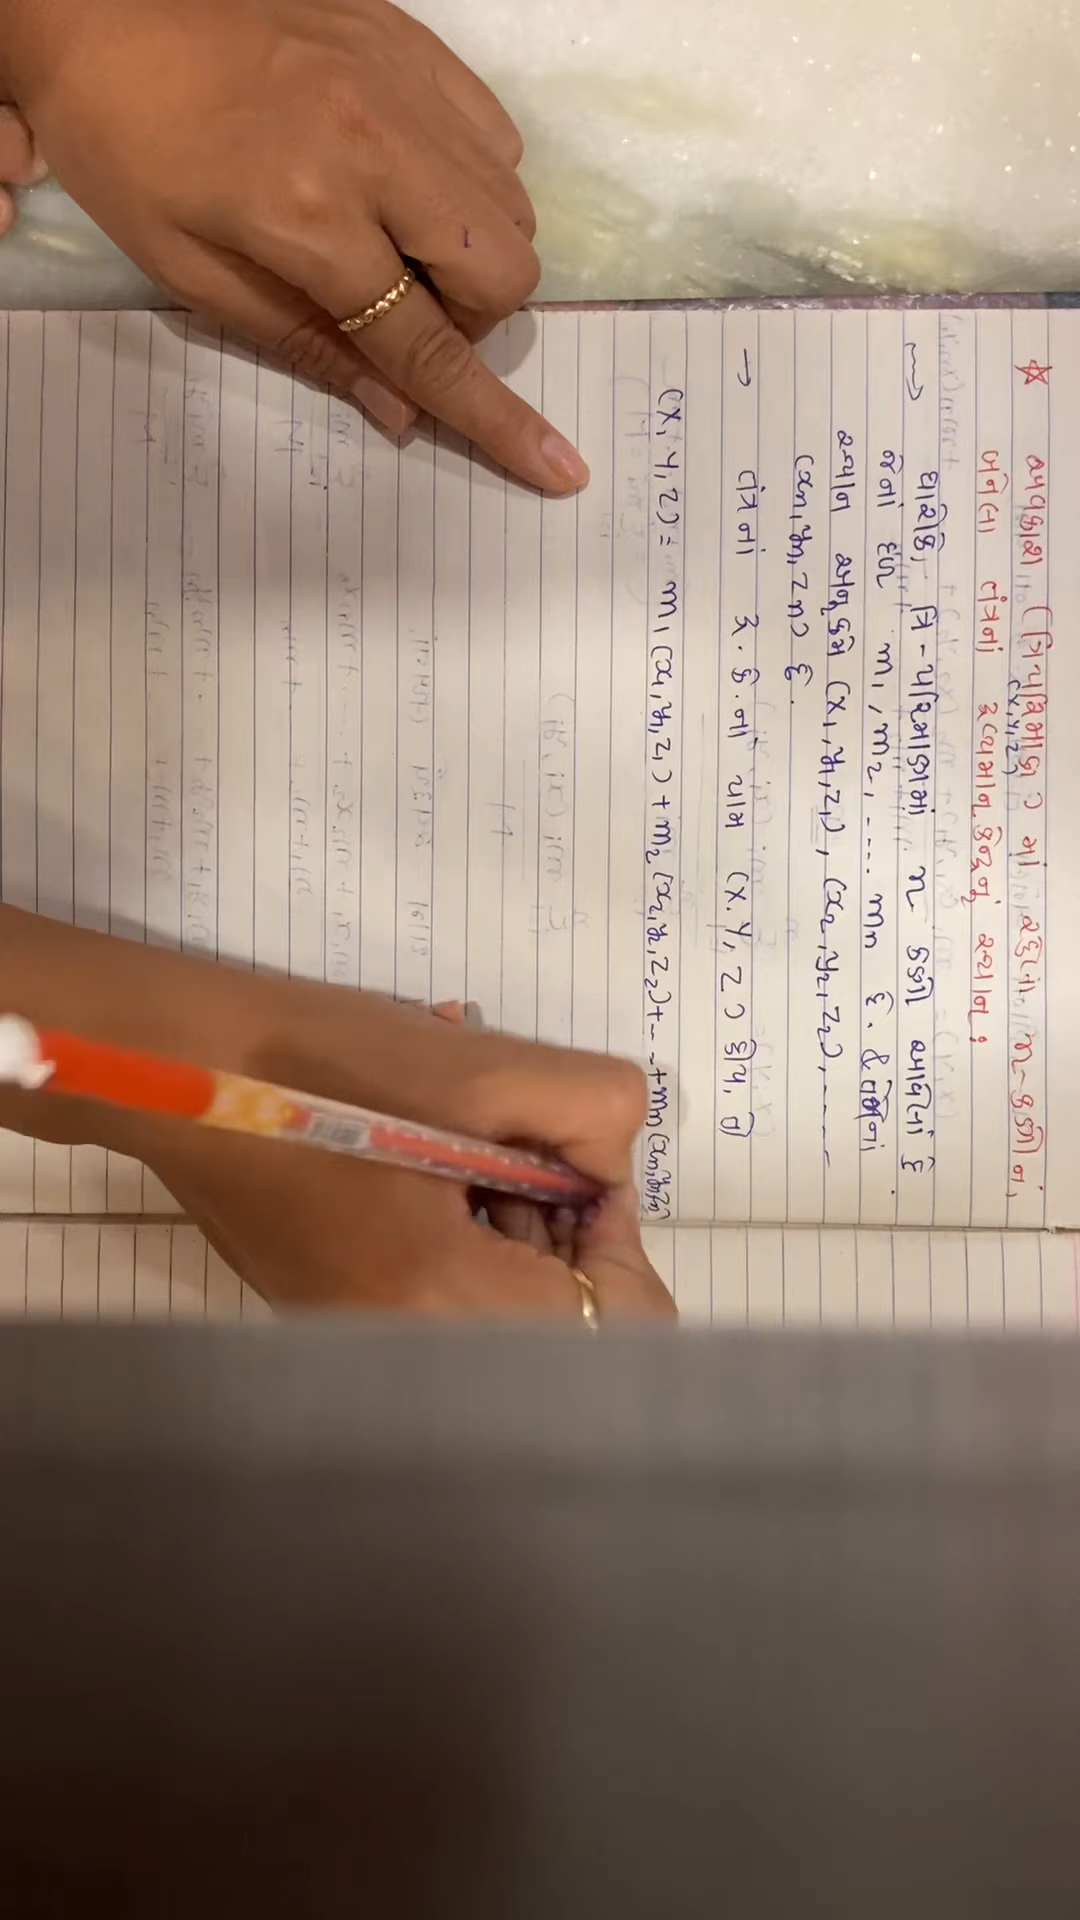 ☆ અવકાશ (ત્રિપરિમાણ) માં રહેલા n-કણોનાં,
(x,y,z)
બનેલા તંત્રનાં દ્રવ્યમાન કેન્દ્રનું સ્થાન :
→ ધારોકે, ત્રિ-પરિમાણમાં n કણો આવેલાં છે
જેનાં દળ m₁, m₂, ---- mn છે. તેમનાં
સ્થાન અનુક્રમે (x₁, y₁, z₁), (x₂, y₂, z₂), -----
(xn, yn, zn) છે.
→ તંત્રનાં દ્ર.કે.નાં યામ (X, Y, Z) હોય, તો
(X, Y, Z) = m₁(x₁, y₁, z₁) + m₂(x₂, y₂, z₂) + -- + mn(xn, yn, zn)